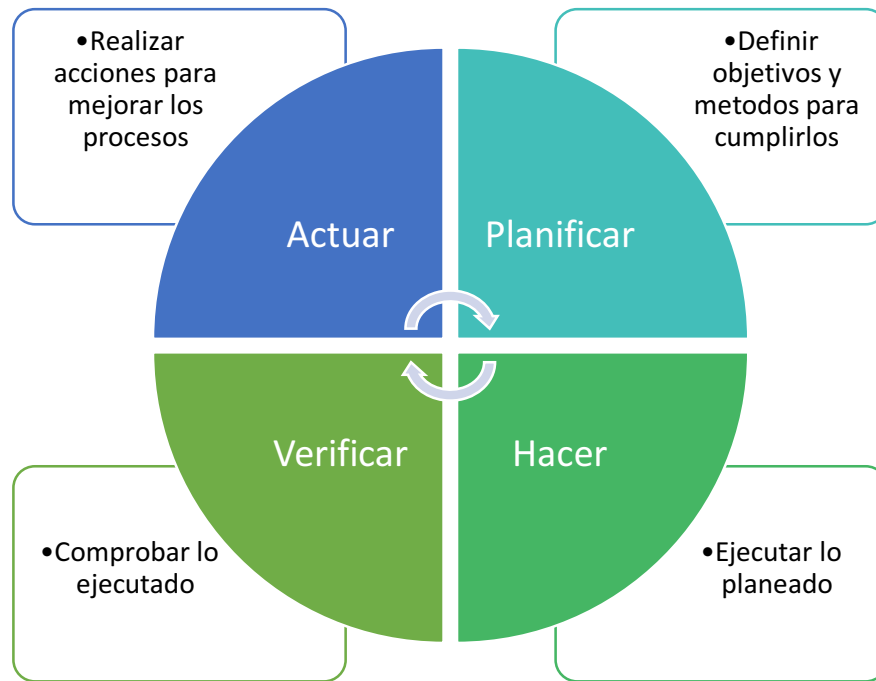 •Realizar
acciones para
mejorar los
procesos
•Definir
objetivos y
metodos para
cumplirlos
Actuar
Planificar
Verificar
Hacer
•Comprobar lo
ejecutado
•Ejecutar lo
planeado